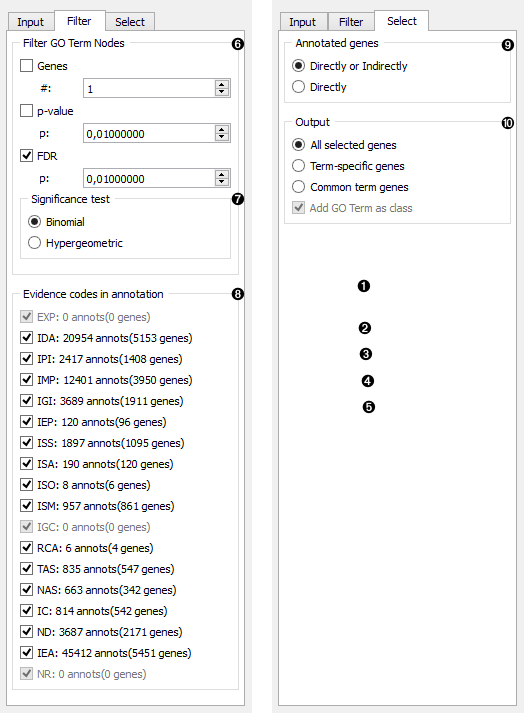 Input Filter Select
Filter GO Term Nodes ❻
Genes
#: 1
p-value
p: 0,01000000
FDR
p: 0,01000000
Significance test ❼
Binomial
Hypergeometric
Evidence codes in annotation ❽
EXP: 0 annots(0 genes)
IDA: 20954 annots(5153 genes)
IPI: 2417 annots(1408 genes)
IMP: 12401 annots(3950 genes)
IGI: 3689 annots(1911 genes)
IEP: 120 annots(96 genes)
ISS: 1897 annots(1095 genes)
ISA: 190 annots(120 genes)
ISO: 8 annots(6 genes)
ISM: 957 annots(861 genes)
IGC: 0 annots(0 genes)
RCA: 6 annots(4 genes)
TAS: 835 annots(547 genes)
NAS: 663 annots(342 genes)
IC: 814 annots(542 genes)
ND: 3687 annots(2171 genes)
IEA: 45412 annots(5451 genes)
NR: 0 annots(0 genes)
Input Filter Select
Annotated genes ❾
Directly or Indirectly
Directly
Output ❿
All selected genes
Term-specific genes
Common term genes
Add GO Term as class
❶
❷
❸
❹
❺